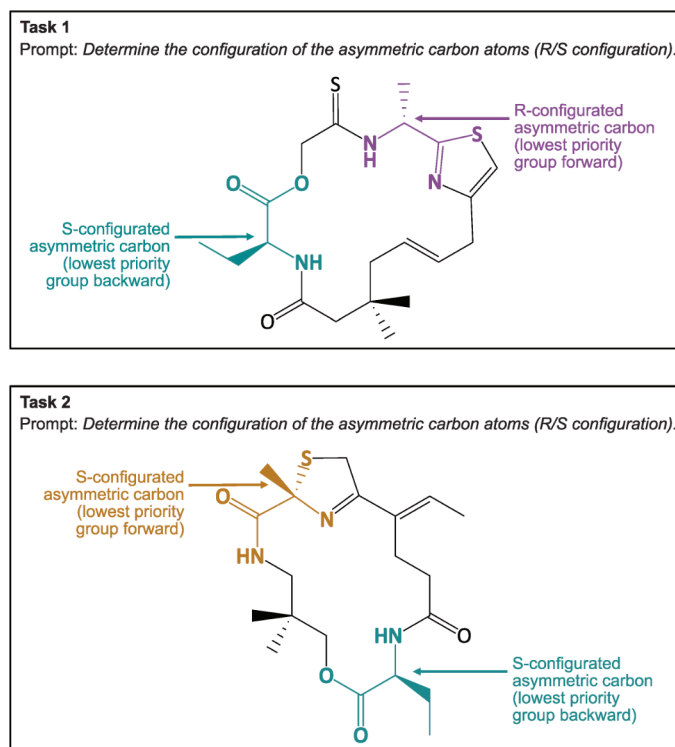 Task 1
Prompt: Determine the configuration of the asymmetric carbon atoms (R/S configuration).
S
R-configurated
asymmetric carbon
(lowest priority
group forward)
N
H
S
N
O
O
S-configurated
asymmetric carbon
(lowest priority
group backward)
NH
O
Task 2
Prompt: Determine the configuration of the asymmetric carbon atoms (R/S configuration).
S-configurated
asymmetric carbon
(lowest priority
group forward)
S
O
N
HN
HN
O
O
S-configurated
asymmetric carbon
(lowest priority
group backward)
O